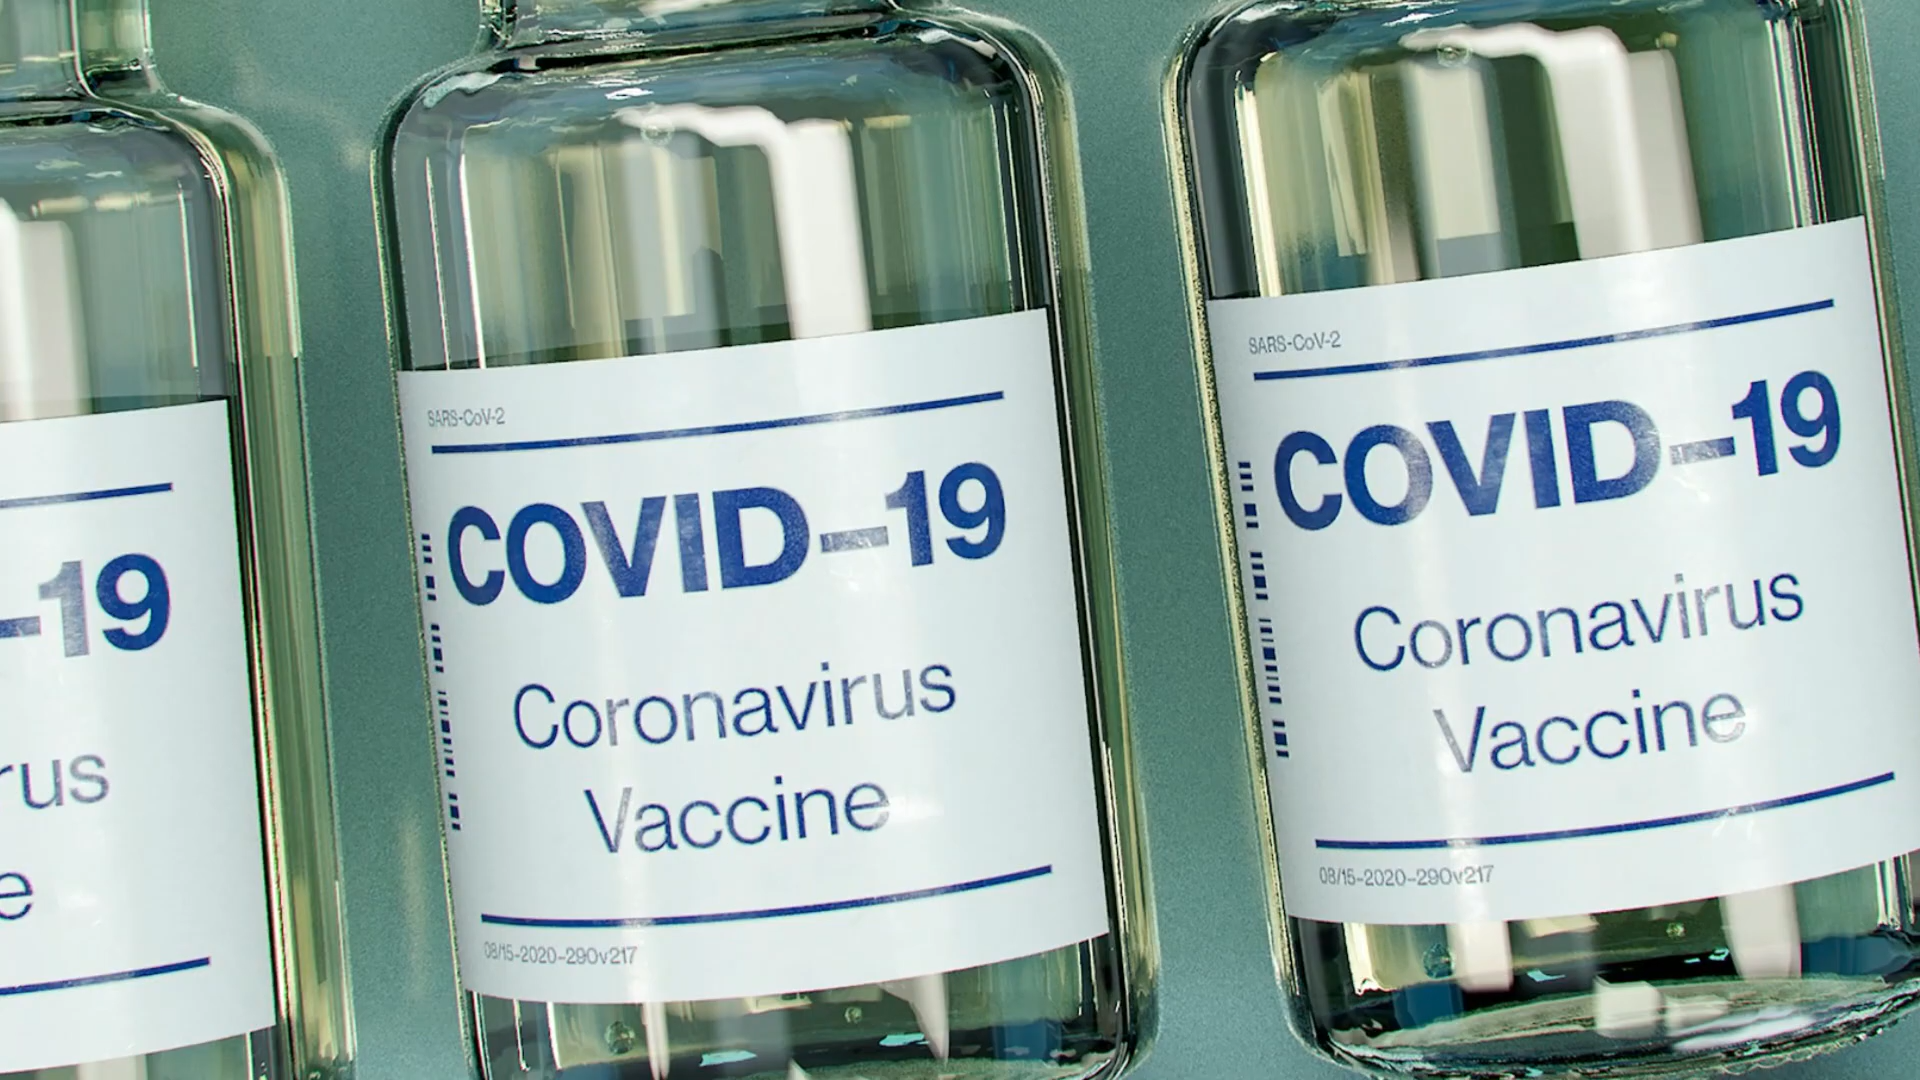 -19
rus
e
SARS-CoV-2
COVID-19
Coronavirus
Vaccine
08/15-2020-290v217
SARS-CoV-2
COVID-19
Coronavirus
Vaccine
08/15-2020-290v217